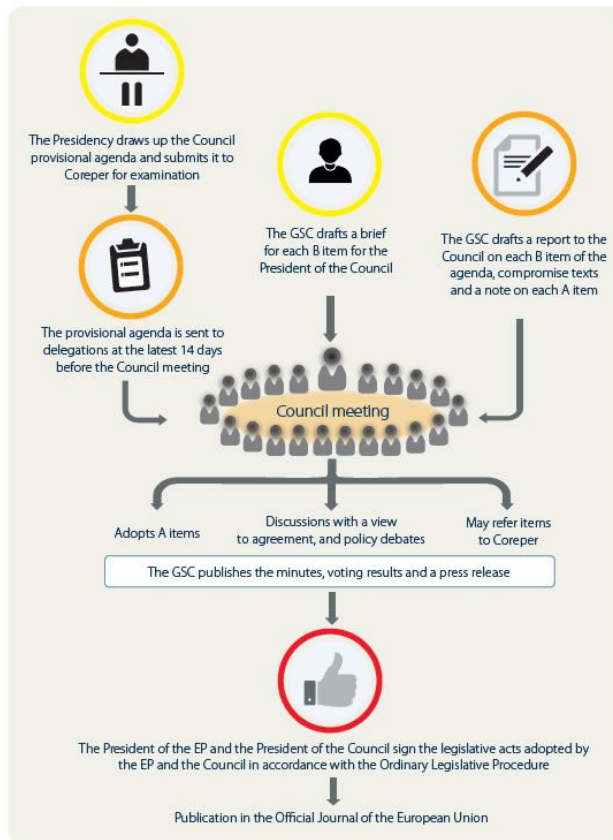 The Presidency draws up the Council
provisional agenda and submits it to
Coreper for examination
The GSC drafts a brief
for each B item for the
President of the Council
The GSC drafts a report to the
Council on each B item of the
agenda, compromise texts
and a note on each A item
The provisional agenda is sent to
delegations at the latest 14 days
before the Council meeting
Council meeting
Adopts A items
Discussions with a view
to agreement, and policy debates
May refer items
to Coreper
The GSC publishes the minutes, voting results and a press release
The President of the EP and the President of the Council sign the legislative acts adopted by
the EP and the Council in accordance with the Ordinary Legislative Procedure
Publication in the Official Journal of the European Union